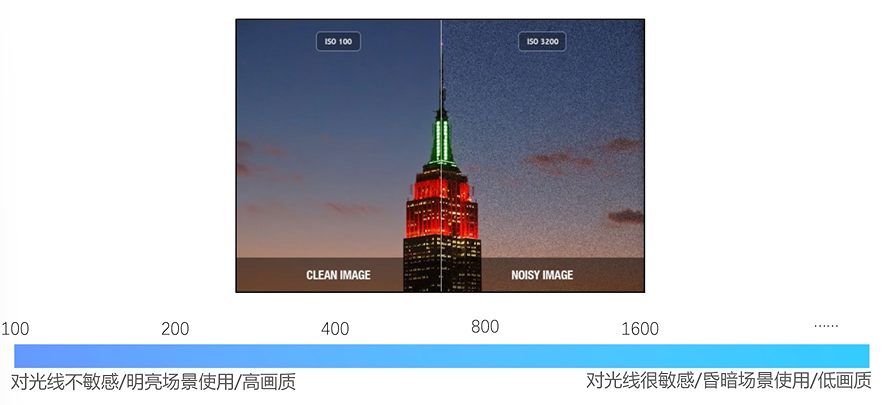 ISO 100
ISO 3200
CLEAN IMAGE
NOISY IMAGE
100 200 400 800 1600 ······
对光线不敏感/明亮场景使用/高画质
对光线很敏感/昏暗场景使用/低画质